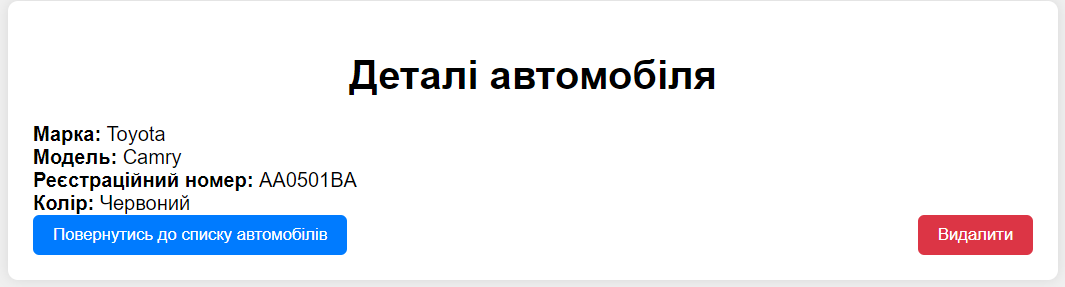 Деталі автомобіля
Марка: Toyota
Модель: Camry
Реєстраційний номер: AA0501BA
Колір: Червоний
Повернутись до списку автомобілів
Видалити